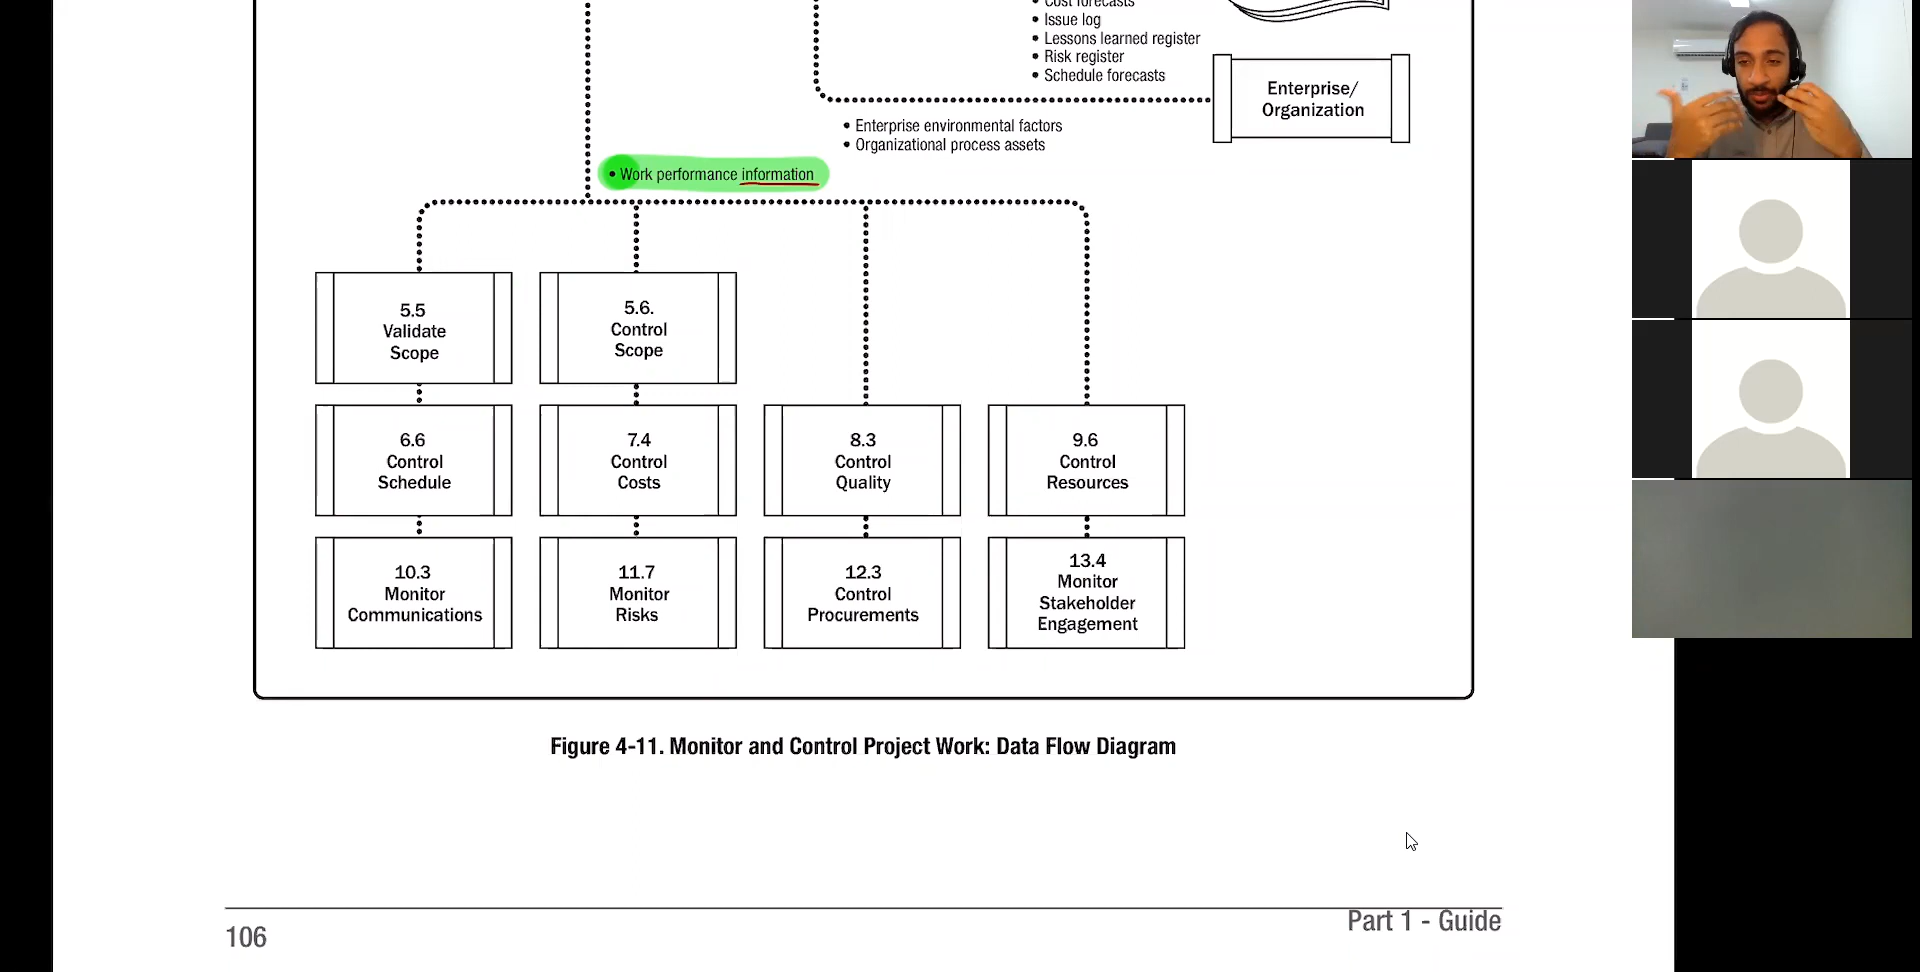 • Cost forecasts
• Issue log
• Lessons learned register
• Risk register
• Schedule forecasts
Enterprise/
Organization
• Enterprise environmental factors
• Organizational process assets
• Work performance information
5.5
Validate
Scope
5.6.
Control
Scope
6.6
Control
Schedule
7.4
Control
Costs
8.3
Control
Quality
9.6
Control
Resources
10.3
Monitor
Communications
11.7
Monitor
Risks
12.3
Control
Procurements
13.4
Monitor
Stakeholder
Engagement
Figure 4-11. Monitor and Control Project Work: Data Flow Diagram
106
Part 1 - Guide